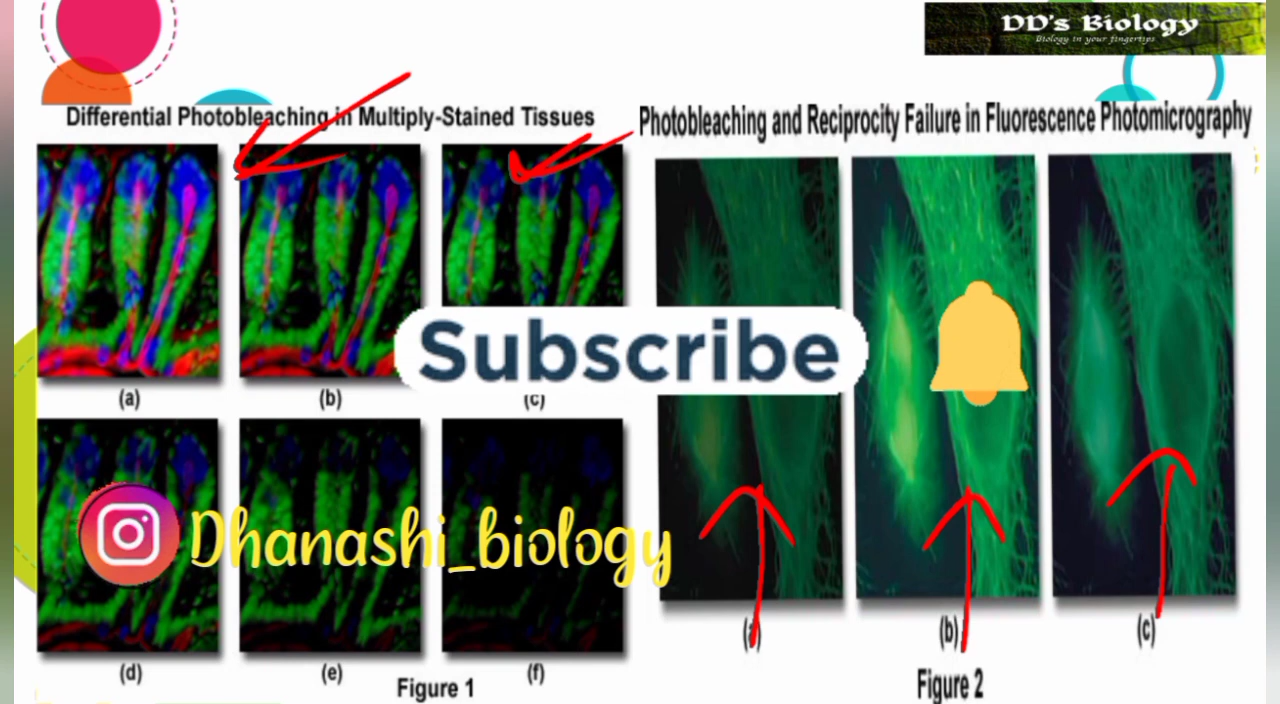 DD's Biology
Biology in your fingertips
Differential Photobleaching in Multiply-Stained Tissues
Photobleaching and Reciprocity Failure in Fluorescence Photomicrography
(a)
(b)
(c)
Subscribe
Dhanashi_biology
(d)
(e)
(f)
Figure 1
(a)
(b)
(c)
Figure 2